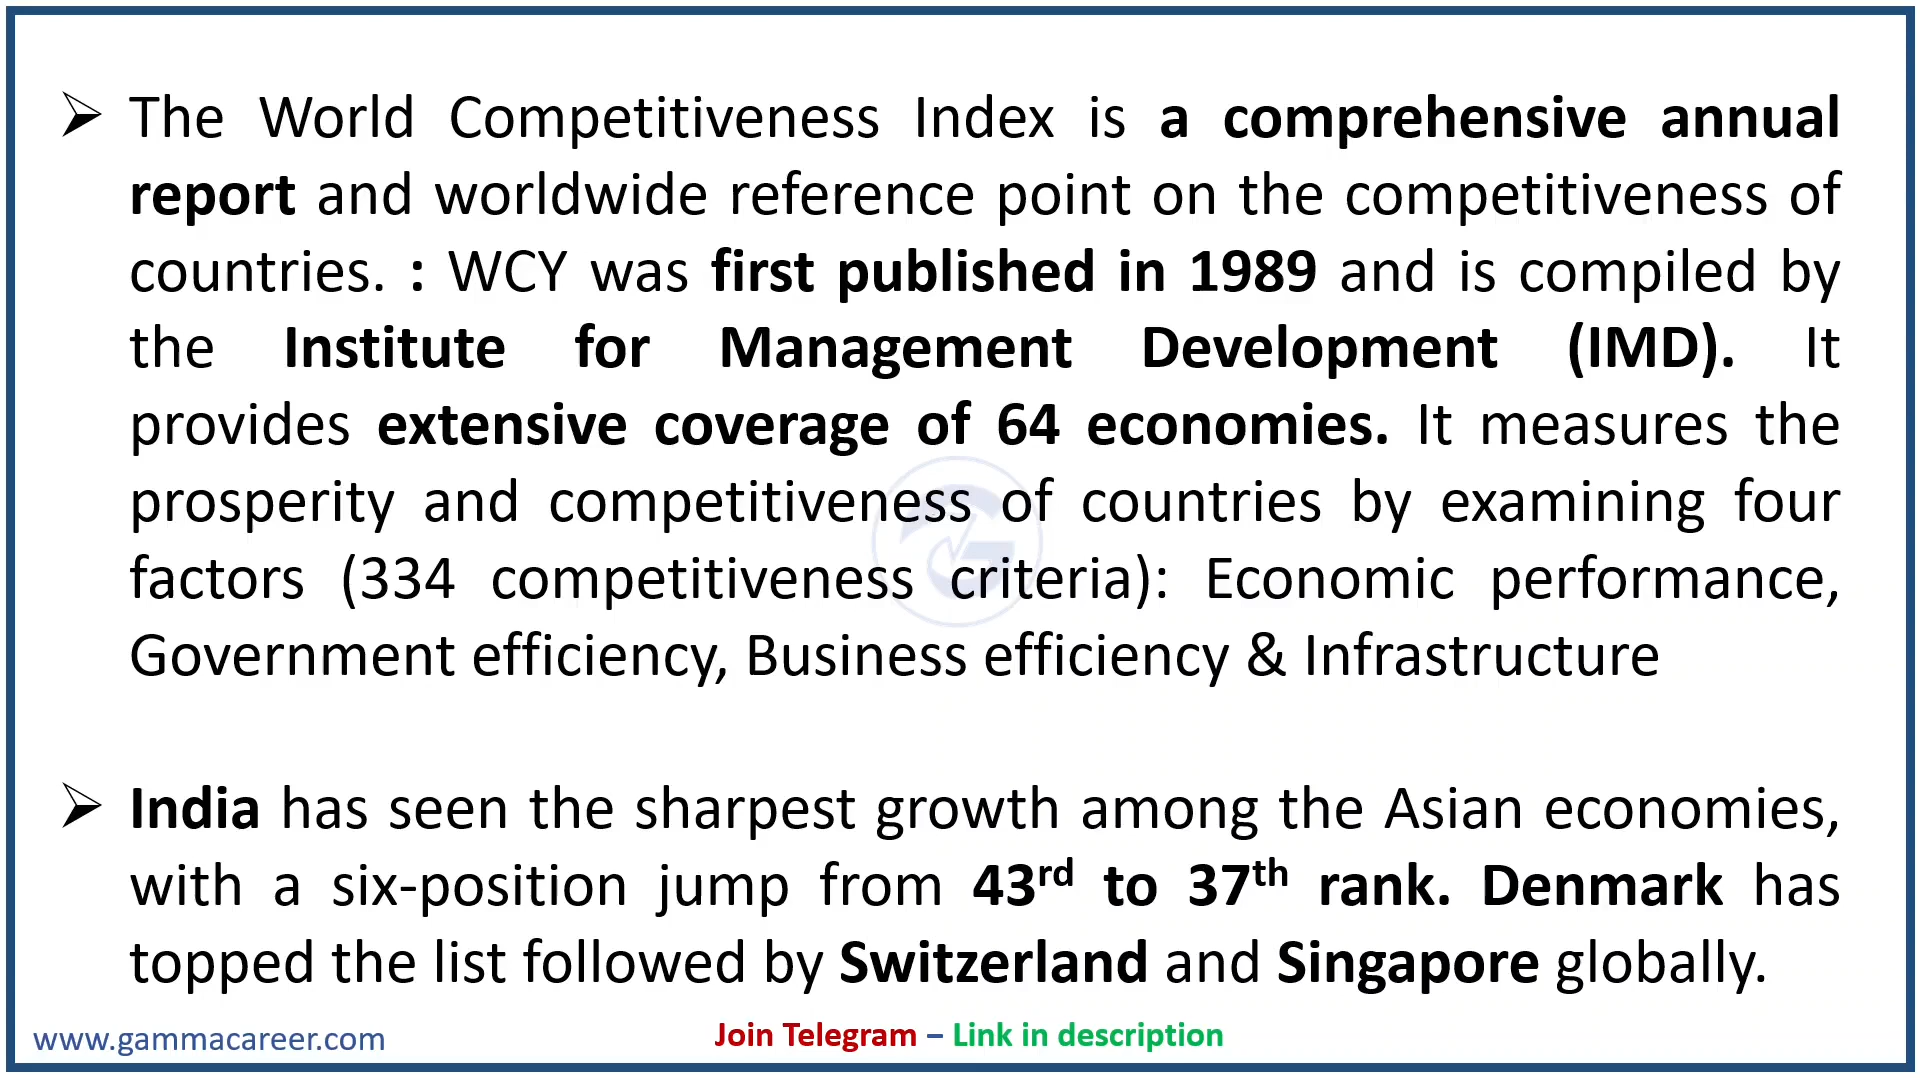 The World Competitiveness Index is a comprehensive annual
report and worldwide reference point on the competitiveness of
countries. : WCY was first published in 1989 and is compiled by
the Institute for Management Development (IMD). It
provides extensive coverage of 64 economies. It measures the
prosperity and competitiveness of countries by examining four
factors (334 competitiveness criteria): Economic performance,
Government efficiency, Business efficiency & Infrastructure
India has seen the sharpest growth among the Asian economies,
with a six-position jump from 43rd to 37th rank. Denmark has
topped the list followed by Switzerland and Singapore globally.
www.gammacareer.com
Join Telegram – Link in description